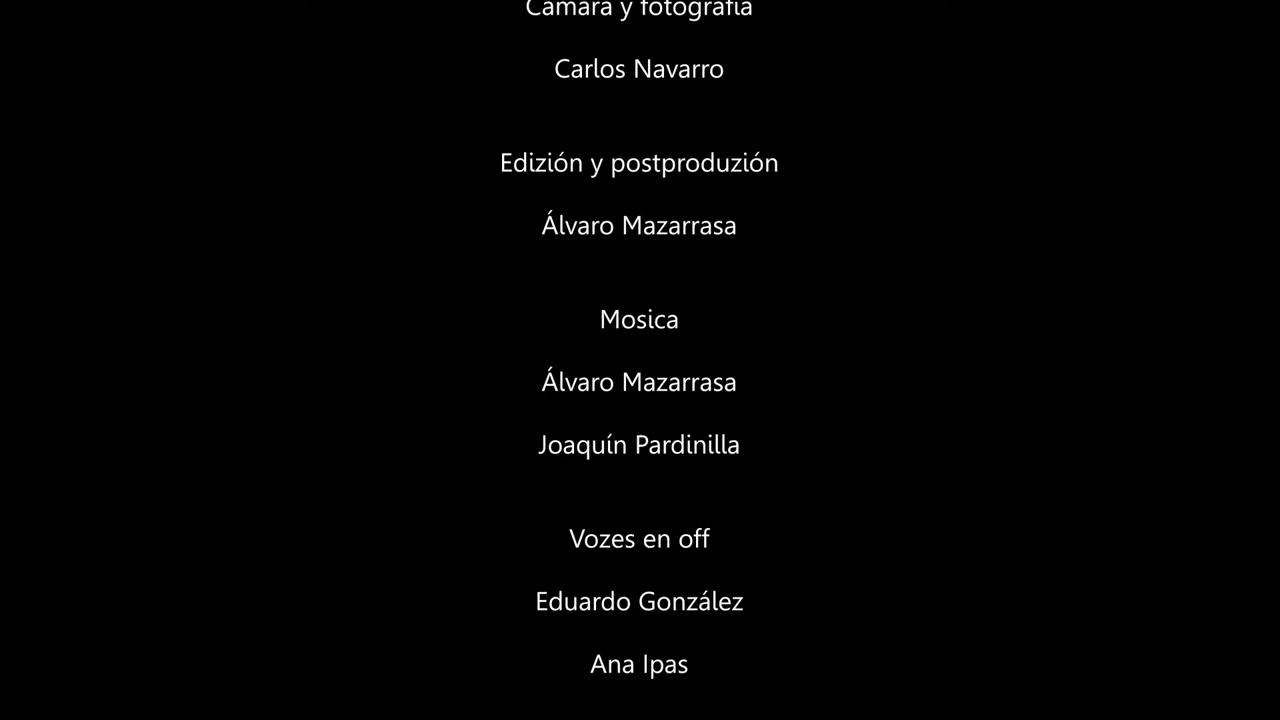 Cámara y fotografía
Carlos Navarro
Edizión y postproduzión
Álvaro Mazarrasa
Mosica
Álvaro Mazarrasa
Joaquín Pardinilla
Vozes en off
Eduardo González
Ana Ipas